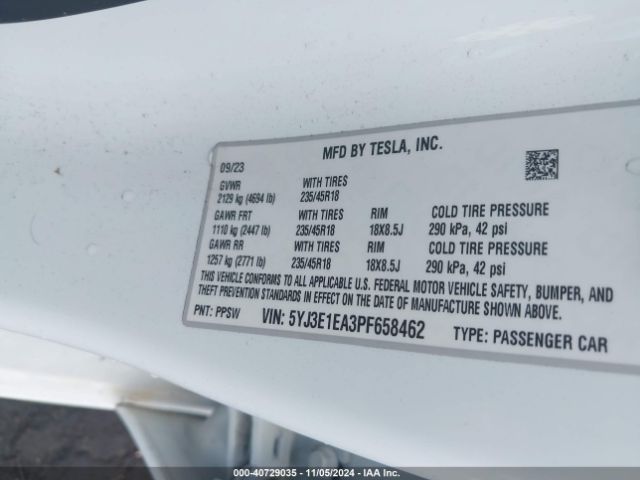 MFD BY TESLA, INC.
09/23
GVWR WITH TIRES
2129 kg (4694 lb) 235/45R18
GAWR FRT WITH TIRES RIM COLD TIRE PRESSURE
1110 kg (2447 lb) 235/45R18 18X8.5J 290 kPa, 42 psi
GAWR RR WITH TIRES RIM COLD TIRE PRESSURE
1257 kg (2771 lb) 235/45R18 18X8.5J 290 kPa, 42 psi
THIS VEHICLE CONFORMS TO ALL APPLICABLE U.S. FEDERAL MOTOR VEHICLE SAFETY, BUMPER, AND
THEFT PREVENTION STANDARDS IN EFFECT ON THE DATE OF MANUFACTURE SHOWN ABOVE.
PNT: PPSW VIN: 5YJ3E1EA3PF658462 TYPE: PASSENGER CAR
000-40729035 - 11/05/2024 - IAA Inc.